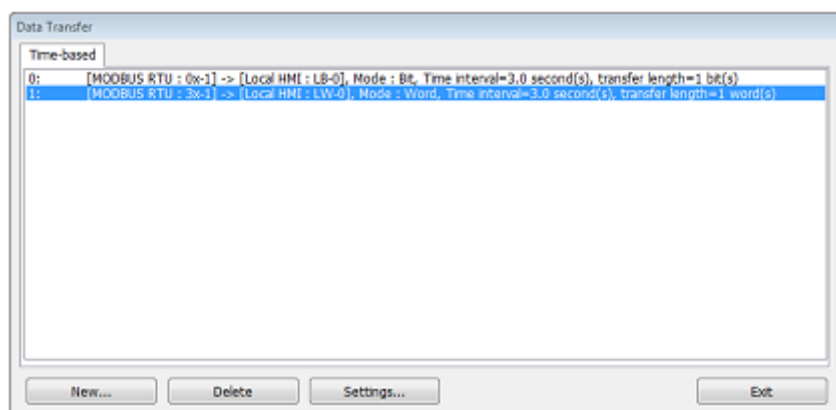 Data Transfer
Time-based
0: [MODBUS RTU : 0x-1] -> [Local HMI : LB-0], Mode : Bit, Time interval=3.0 second(s), transfer length=1 bit(s)
1: [MODBUS RTU : 3x-1] -> [Local HMI : LW-0], Mode : Word, Time interval=3.0 second(s), transfer length=1 word(s)
New.... Delete Settings... Exit